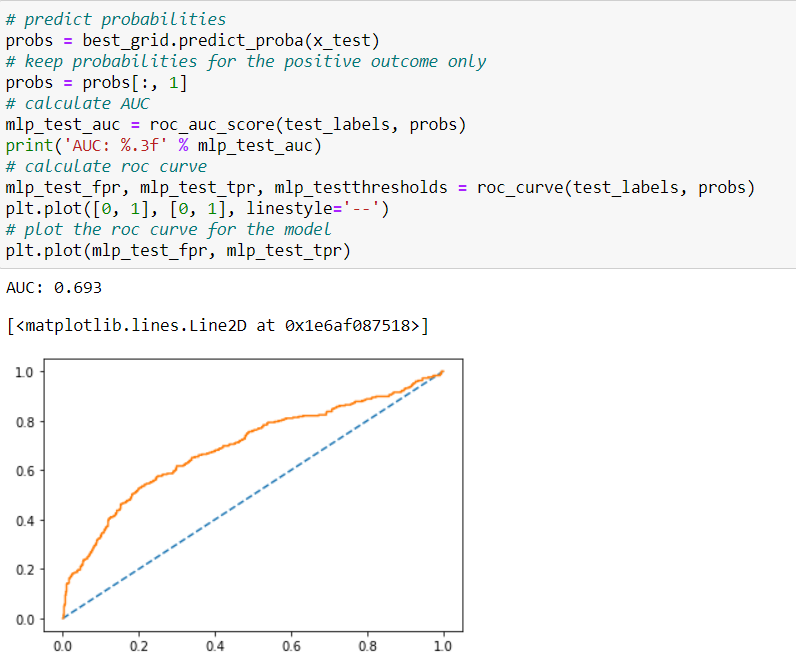 # predict probabilities
probs = best_grid.predict_proba(x_test)
# keep probabilities for the positive outcome only
probs = probs[:, 1]
# calculate AUC
mlp_test_auc = roc_auc_score(test_labels, probs)
print('AUC: %.3f' % mlp_test_auc)
# calculate roc curve
mlp_test_fpr, mlp_test_tpr, mlp_testthresholds = roc_curve(test_labels, probs)
plt.plot([0, 1], [0, 1], linestyle='--')
# plot the roc curve for the model
plt.plot(mlp_test_fpr, mlp_test_tpr)
AUC: 0.693
[<matplotlib.lines.Line2D at 0x1e6af087518>]
1.0
0.8
0.6
0.4
0.2
0.0
0.0 0.2 0.4 0.6 0.8 1.0